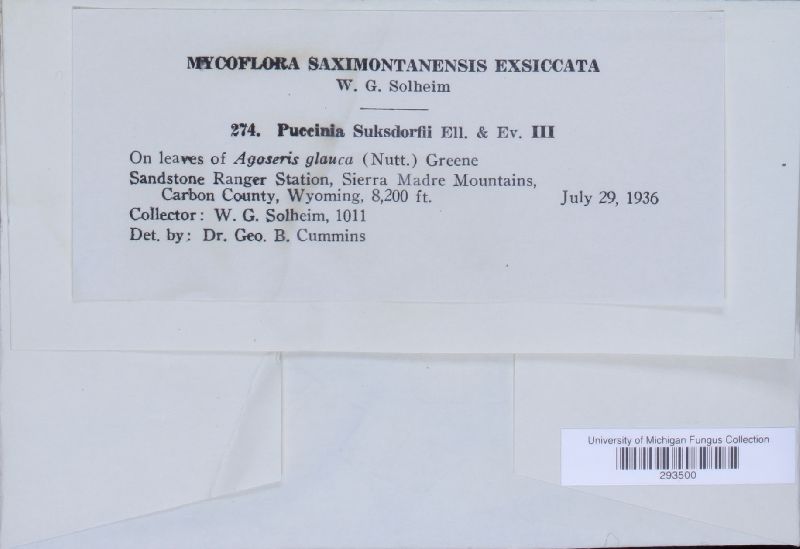 MYCOFLORA SAXIMONTANENSIS EXSICCATA
W. G. Solheim
274. Puccinia Suksdorfii Ell. & Ev. III
On leaves of Agoseris glauca (Nutt.) Greene
Sandstone Ranger Station, Sierra Madre Mountains,
Carbon County, Wyoming, 8,200 ft. July 29, 1936
Collector: W. G. Solheim, 1011
Det. by: Dr. Geo. B. Cummins
University of Michigan Fungus Collection
293500